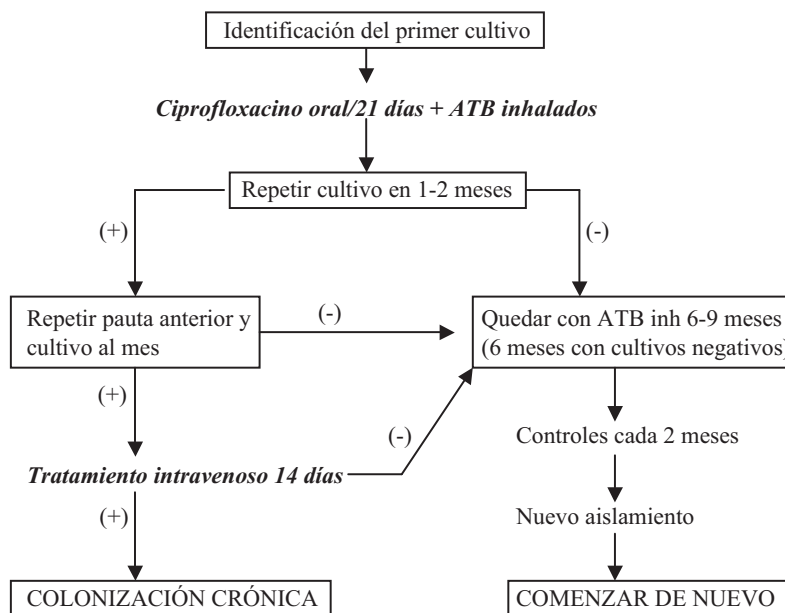 Identificación del primer cultivo
Ciprofloxacino oral/21 días + ATB inhalados
Repetir cultivo en 1-2 meses
(+)
(-)
Repetir pauta anterior y
cultivo al mes
(-)
Quedar con ATB inh 6-9 meses
(6 meses con cultivos negativos)
(+)
(-)
Controles cada 2 meses
Tratamiento intravenoso 14 días
(+)
Nuevo aislamiento
COLONIZACIÓN CRÓNICA
COMENZAR DE NUEVO